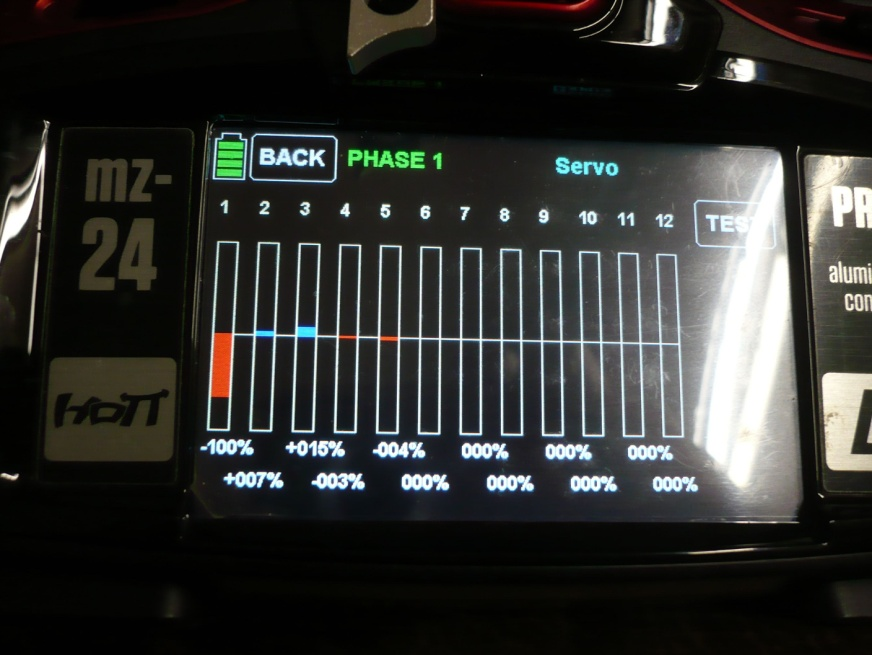 mz-
24
HoTT
BACK PHASE 1 Servo
1 2 3 4 5 6 7 8 9 10 11 12
TEST
-100% +015% -004% 000% 000% 000%
+007% -003% 000% 000% 000% 000%
PR
alumi
con